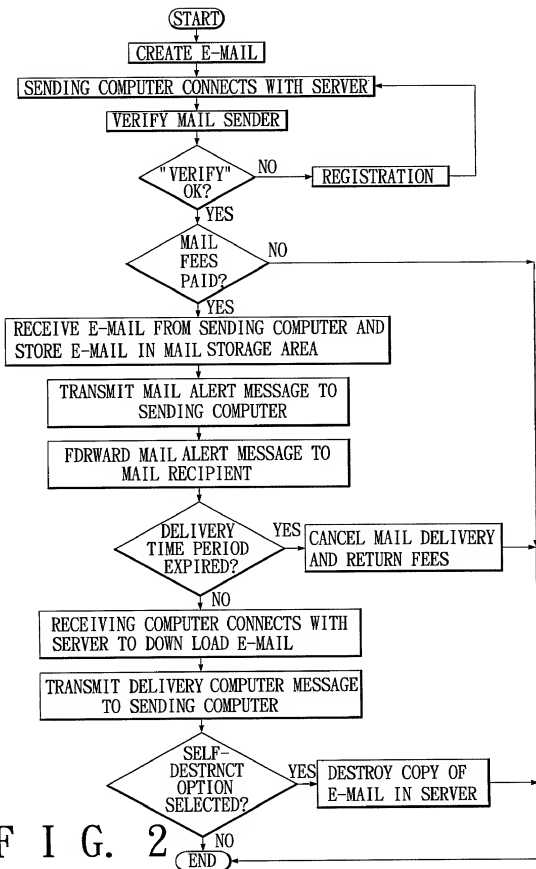 START
CREATE E-MAIL
SENDING COMPUTER CONNECTS WITH SERVER
VERIFY MAIL SENDER
"VERIFY"
OK?
NO
REGISTRATION
YES
MAIL
FEES
PAID?
NO
YES
RECEIVE E-MAIL FROM SENDING COMPUTER AND
STORE E-MAIL IN MAIL STORAGE AREA
TRANSMIT MAIL ALERT MESSAGE TO
SENDING COMPUTER
FDRWARD MAIL ALERT MESSAGE TO
MAIL RECIPIENT
DELIVERY
TIME PERIOD
EXPIRED?
YES
CANCEL MAIL DELIVERY
AND RETURN FEES
NO
RECEIVING COMPUTER CONNECTS WITH
SERVER TO DOWN LOAD E-MAIL
TRANSMIT DELIVERY COMPUTER MESSAGE
TO SENDING COMPUTER
SELF-
DESTRNCT
OPTION
SELECTED?
YES
DESTROY COPY OF
E-MAIL IN SERVER
NO
END
F I G. 2